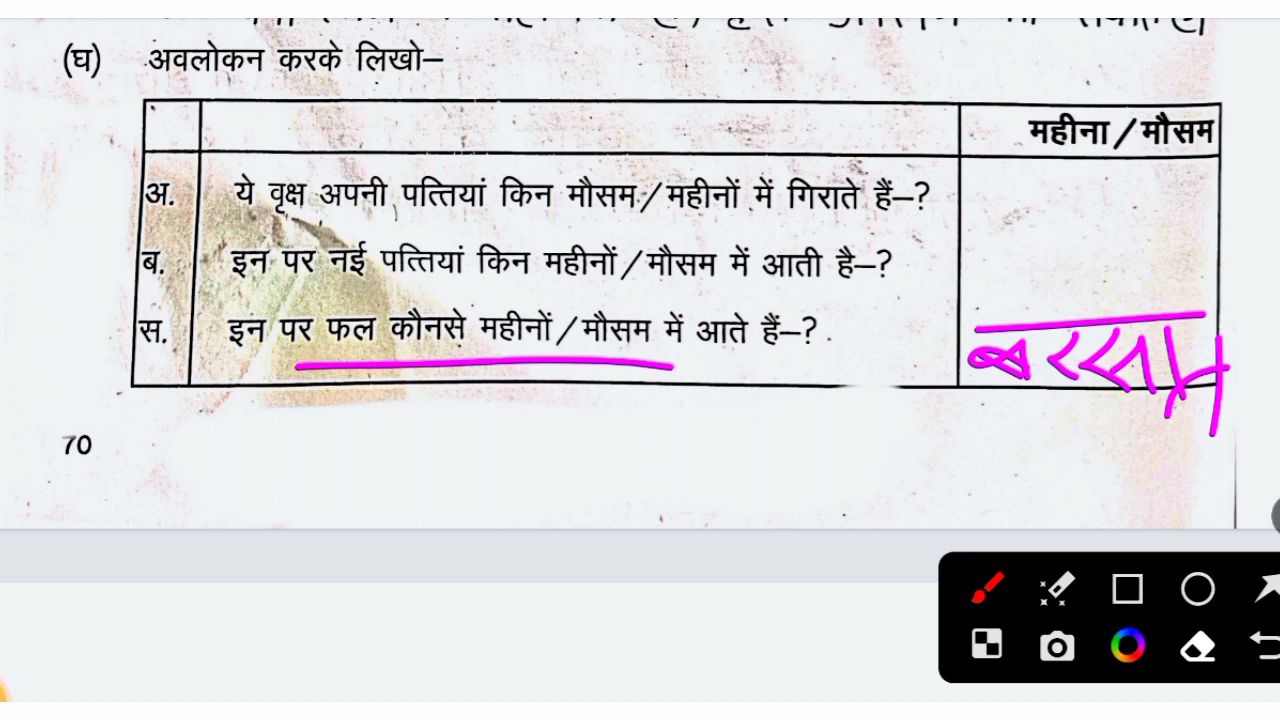 (घ) अवलोकन करके लिखो–
महीना/मौसम
अ. ये वृक्ष अपनी पत्तियां किन मौसम/महीनों में गिराते हैं–?
ब. इन पर नई पत्तियां किन महीनों/मौसम में आती है–?
स. इन पर फल कौनसे महीनों/मौसम में आते हैं–?
बरसात
70